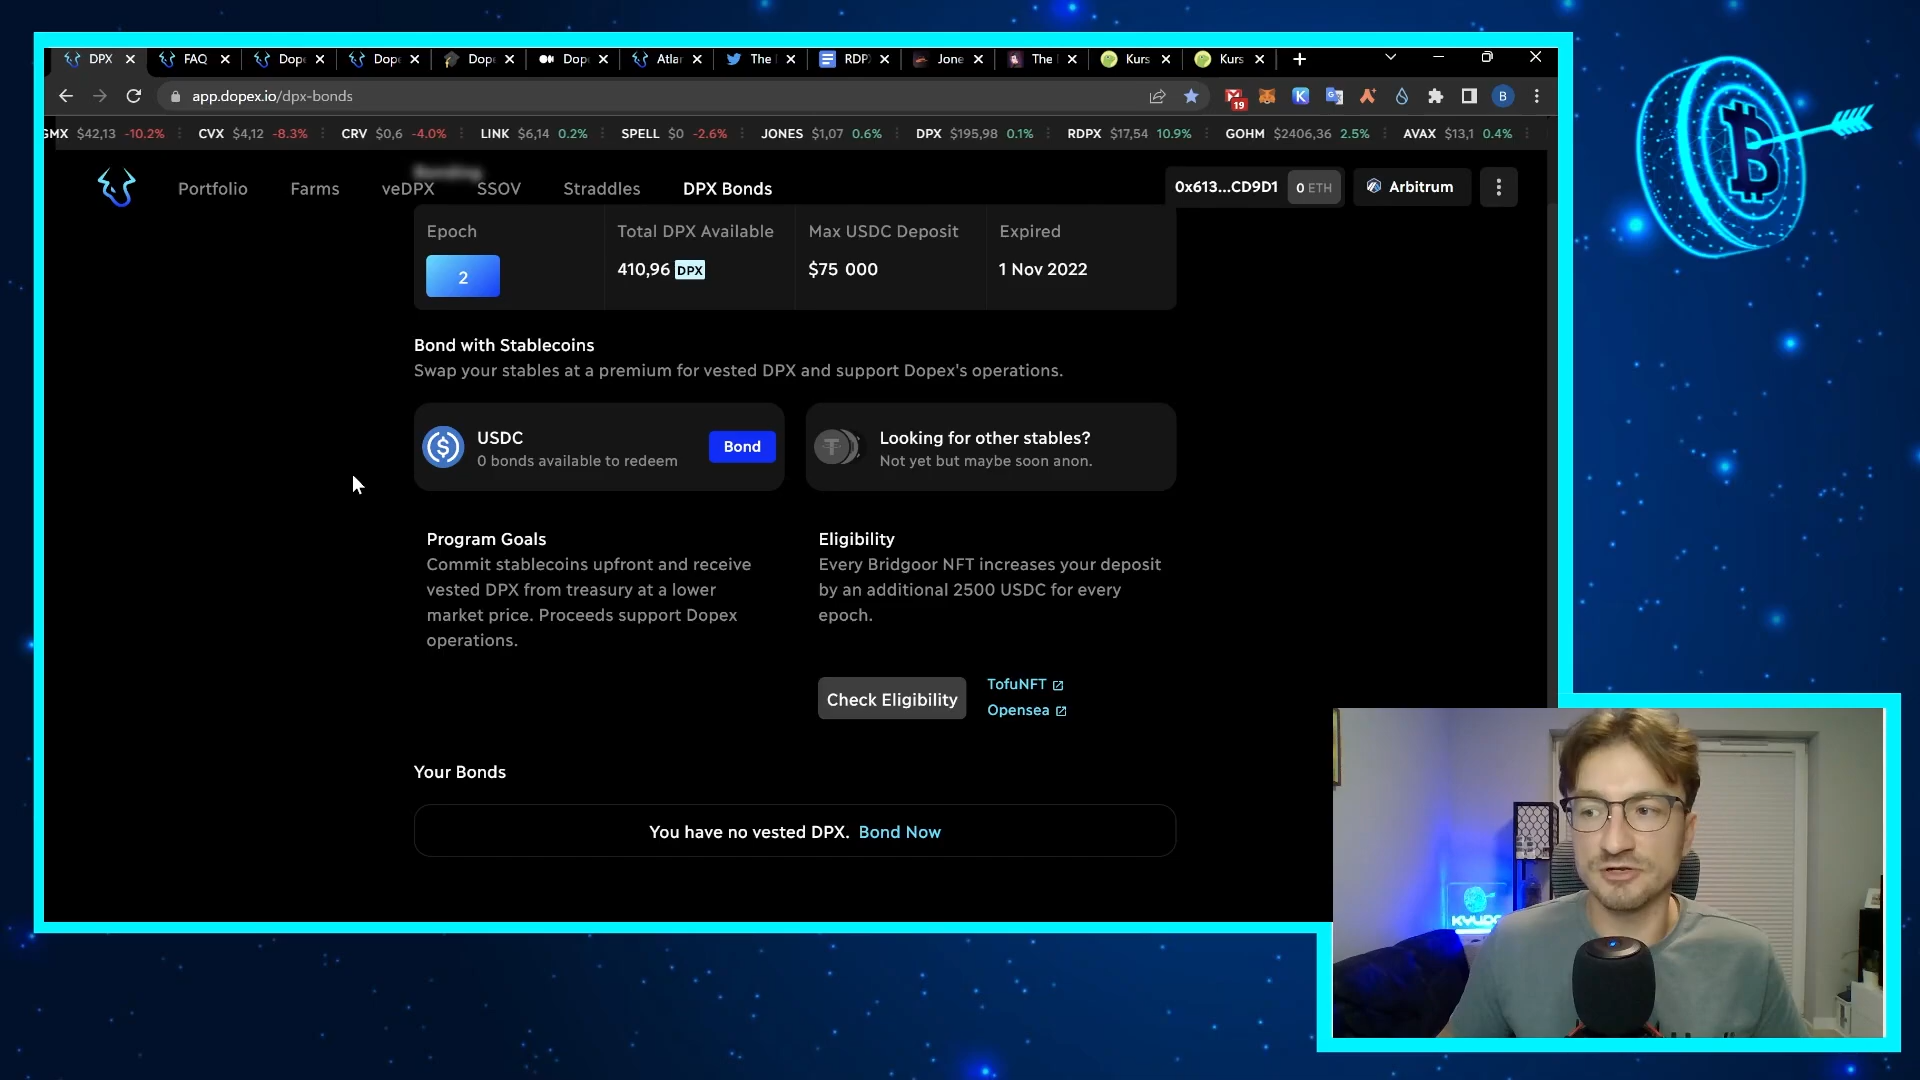 DPX
FAQ
Dope
Dope
Dope
Dop
Atlar
The
RDP
Jone
The
Kurs
Kurs
app.dopex.io/dpx-bonds
19
K
B
GMX $42,13 -10.2%
CVX $4,12 -8.3%
CRV $0,6 -4.0%
LINK $6,14 0.2%
SPELL $0 -2.6%
JONES $1,07 0.6%
DPX $195,98 0.1%
RDPX $17,54 10.9%
GOHM $2406,36 2.5%
AVAX $13,1 0.4%
Bonding
Portfolio
Farms
veDPX
SSOV
Straddles
DPX Bonds
0x613...CD9D1
0 ETH
Arbitrum
Epoch
Total DPX Available
Max USDC Deposit
Expired
2
410,96 DPX
$75 000
1 Nov 2022
Bond with Stablecoins
Swap your stables at a premium for vested DPX and support Dopex's operations.
USDC
0 bonds available to redeem
Bond
Looking for other stables?
Not yet but maybe soon anon.
Program Goals
Commit stablecoins upfront and receive
vested DPX from treasury at a lower
market price. Proceeds support Dopex
operations.
Eligibility
Every Bridgoor NFT increases your deposit
by an additional 2500 USDC for every
epoch.
Check Eligibility
TofuNFT
Opensea
Your Bonds
You have no vested DPX. Bond Now